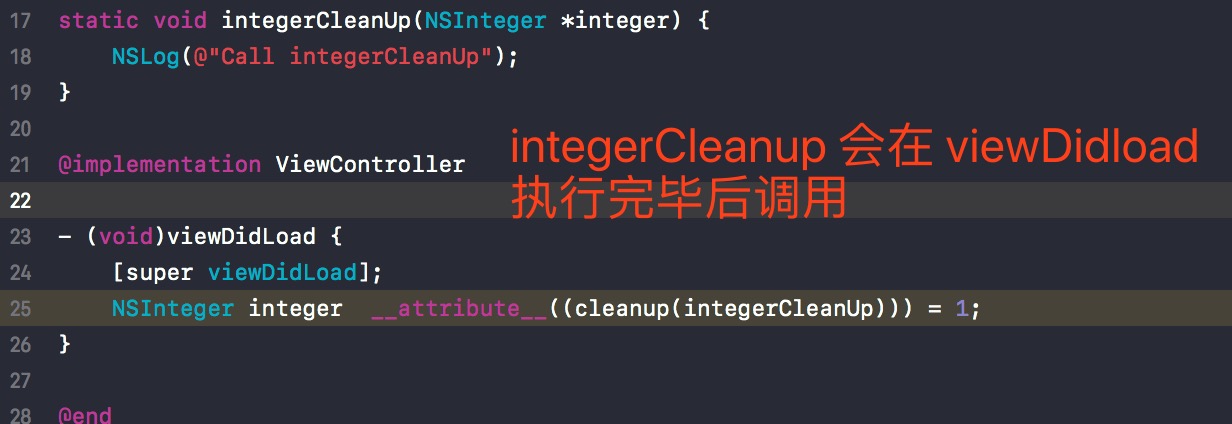 17 static void integerCleanUp(NSInteger *integer) {
18     NSLog(@"Call integerCleanUp");
19 }
20
21 @implementation ViewController
integerCleanup 会在 viewDidload
执行完毕后调用
22
23 - (void)viewDidLoad {
24     [super viewDidLoad];
25     NSInteger integer  __attribute__((cleanup(integerCleanUp))) = 1;
26 }
27
28 @end